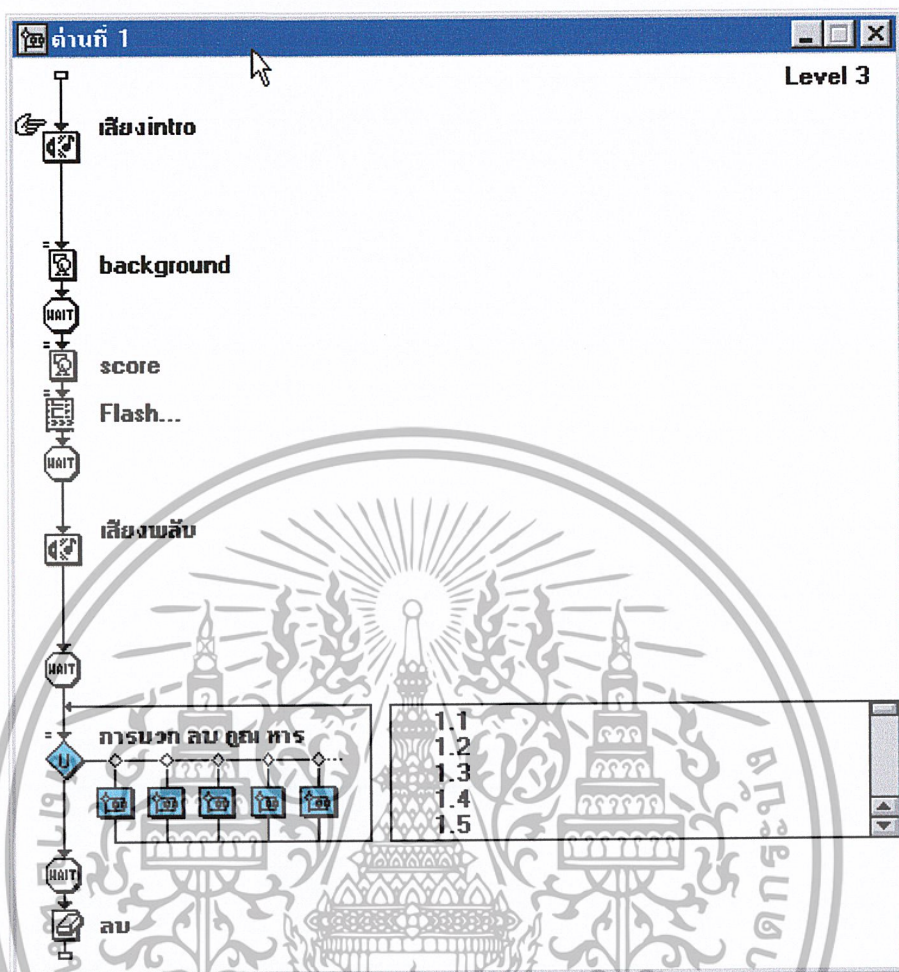 ด่านที่ 1
Level 3
เสียงintro
background
WAIT
score
Flash...
WAIT
เสียงพลับ
WAIT
การบวก ลบ คูณ หาร
1.1
1.2
1.3
1.4
1.5
U
WAIT
ลบ